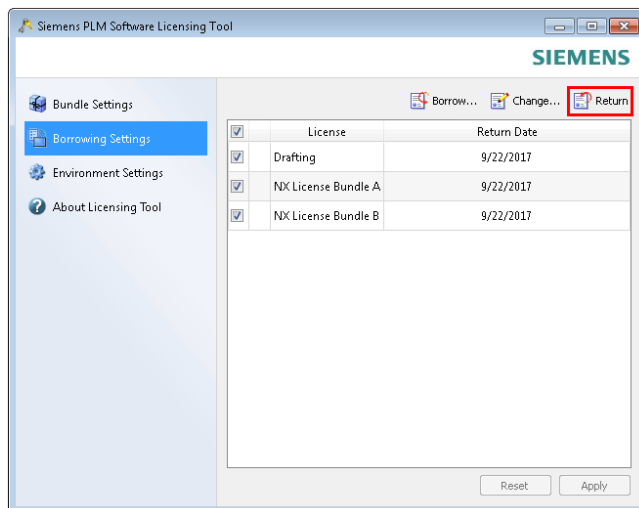 Siemens PLM Software Licensing Tool
SIEMENS
Bundle Settings
Borrowing Settings
Environment Settings
About Licensing Tool
Borrow... Change... Return
License Return Date
Drafting 9/22/2017
NX License Bundle A 9/22/2017
NX License Bundle B 9/22/2017
Reset Apply